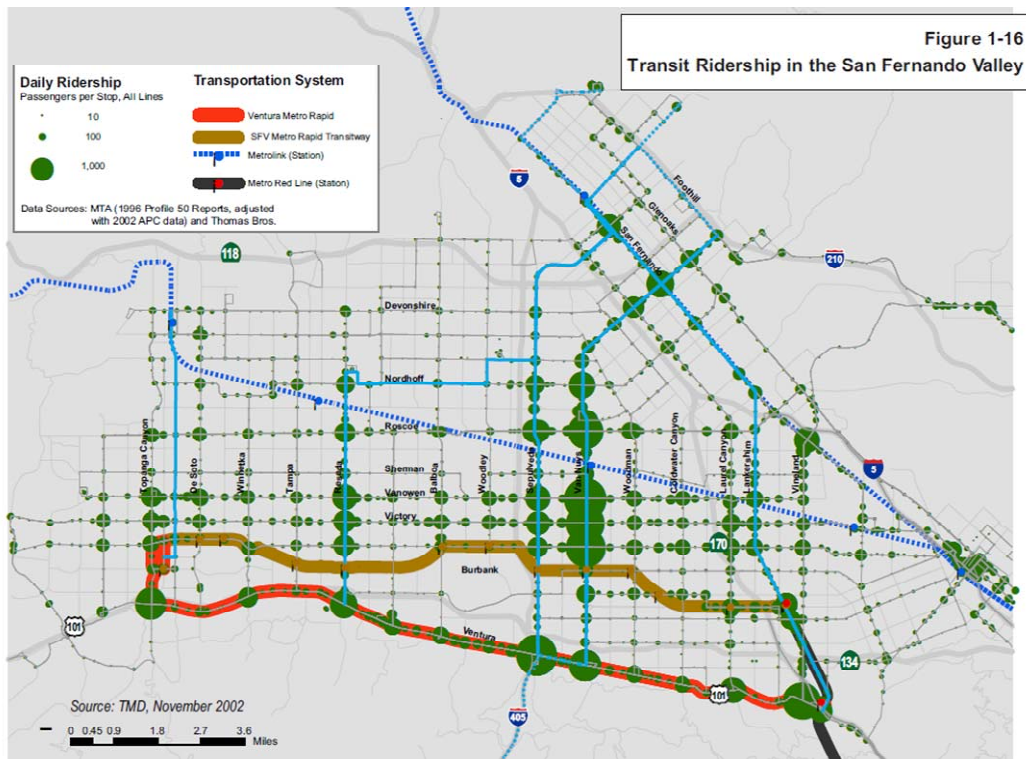 Figure 1-16
Transit Ridership in the San Fernando Valley
Daily Ridership
Passengers per Stop, All Lines
10
100
1,000
Transportation System
Ventura Metro Rapid
SFV Metro Rapid Transitway
Metrolink (Station)
Metro Red Line (Station)
Data Sources: MTA (1996 Profile 50 Reports, adjusted
with 2002 APC data) and Thomas Bros.
5
Foothill
Glenoaks
San Fernando
118
210
Devonshire
Nordhoff
Roscoe
Topanga Canyon
De Soto
Winnetka
Tampa
Reseda
Balboa
Woodley
Sepulveda
Van Nuys
Woodman
Coldwater Canyon
Laurel Canyon
Lankershim
Vineland
Sherman
Vanowen
Victory
5
170
Burbank
101
Ventura
134
101
405
Source: TMD, November 2002
0 0.45 0.9 1.8 2.7 3.6
Miles